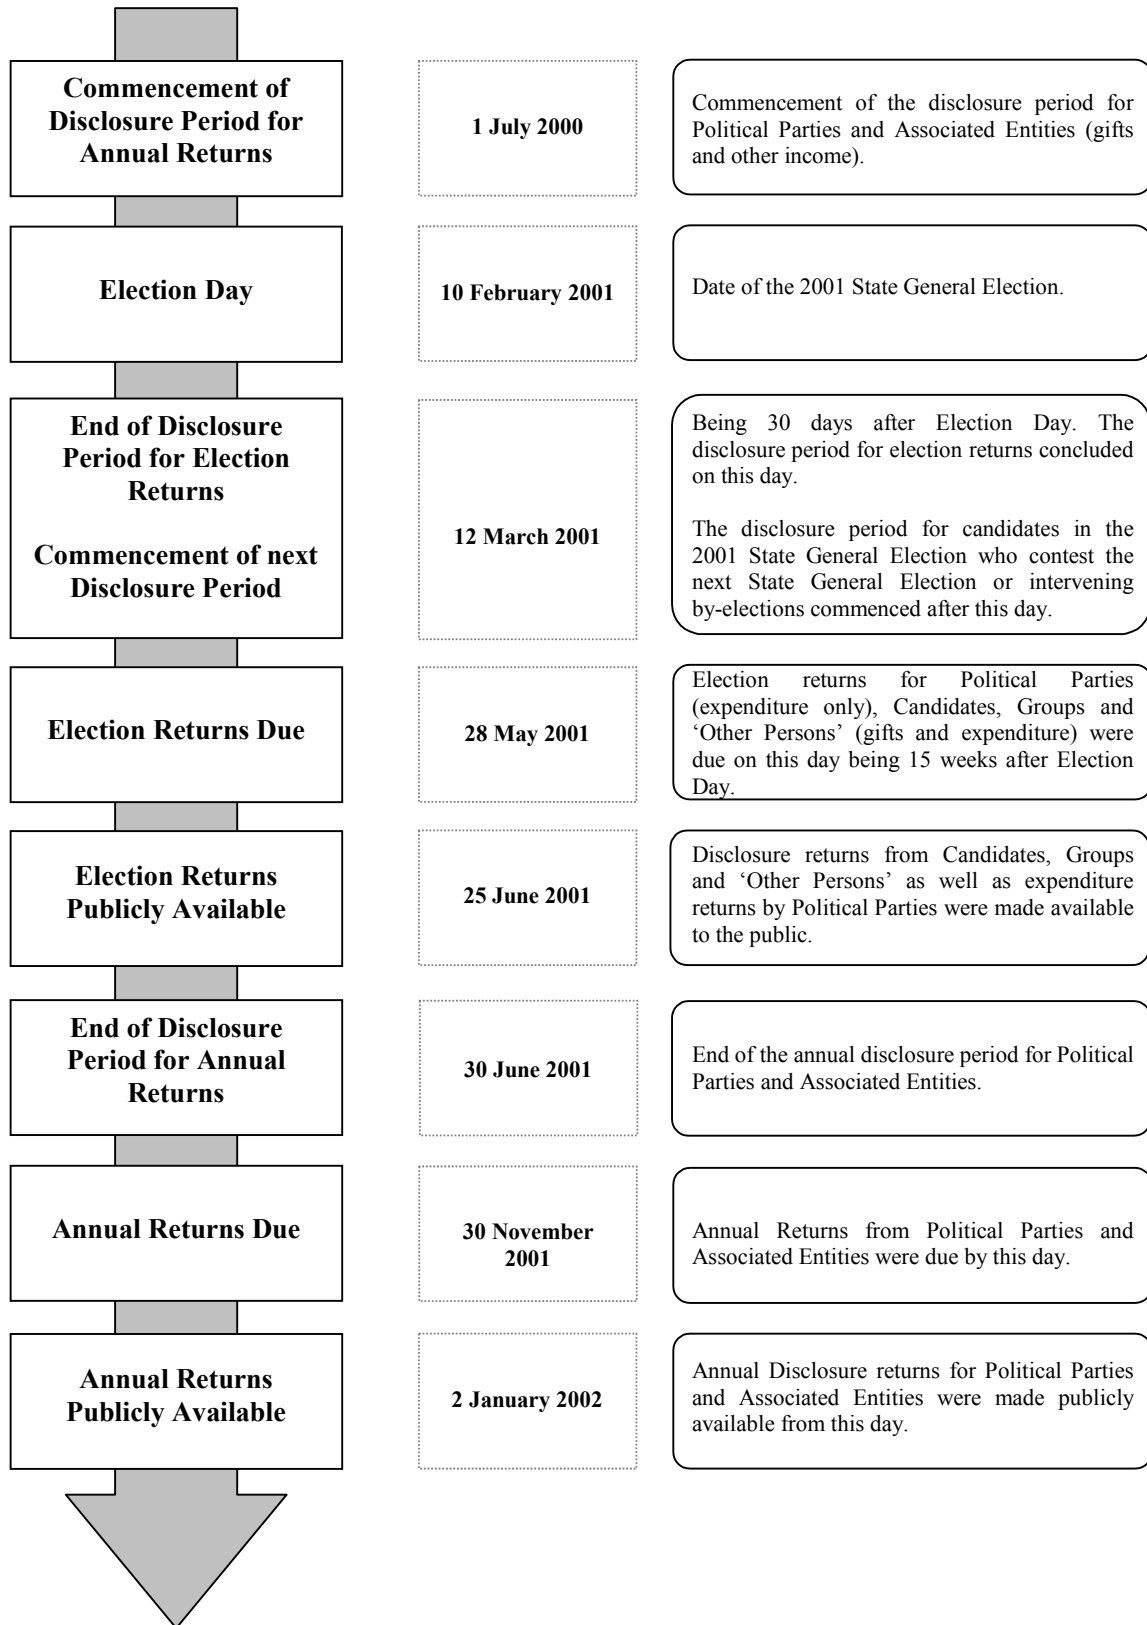 Commencement of
Disclosure Period for
Annual Returns
1 July 2000
Commencement of the disclosure period for
Political Parties and Associated Entities (gifts
and other income).
Election Day
10 February 2001
Date of the 2001 State General Election.
End of Disclosure
Period for Election
Returns
Commencement of next
Disclosure Period
12 March 2001
Being 30 days after Election Day. The
disclosure period for election returns concluded
on this day.
The disclosure period for candidates in the
2001 State General Election who contest the
next State General Election or intervening
by-elections commenced after this day.
Election Returns Due
28 May 2001
Election returns for Political Parties
(expenditure only), Candidates, Groups and
‘Other Persons’ (gifts and expenditure) were
due on this day being 15 weeks after Election
Day.
Election Returns
Publicly Available
25 June 2001
Disclosure returns from Candidates, Groups
and ‘Other Persons’ as well as expenditure
returns by Political Parties were made available
to the public.
End of Disclosure
Period for Annual
Returns
30 June 2001
End of the annual disclosure period for Political
Parties and Associated Entities.
Annual Returns Due
30 November
2001
Annual Returns from Political Parties and
Associated Entities were due by this day.
Annual Returns
Publicly Available
2 January 2002
Annual Disclosure returns for Political Parties
and Associated Entities were made publicly
available from this day.